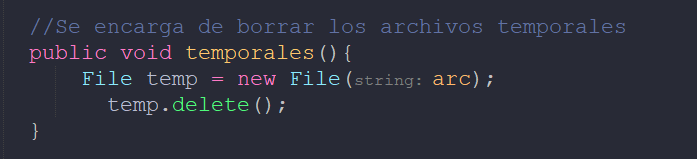 //Se encarga de borrar los archivos temporales
public void temporales(){
File temp = new File(string: arc);
temp.delete();
}